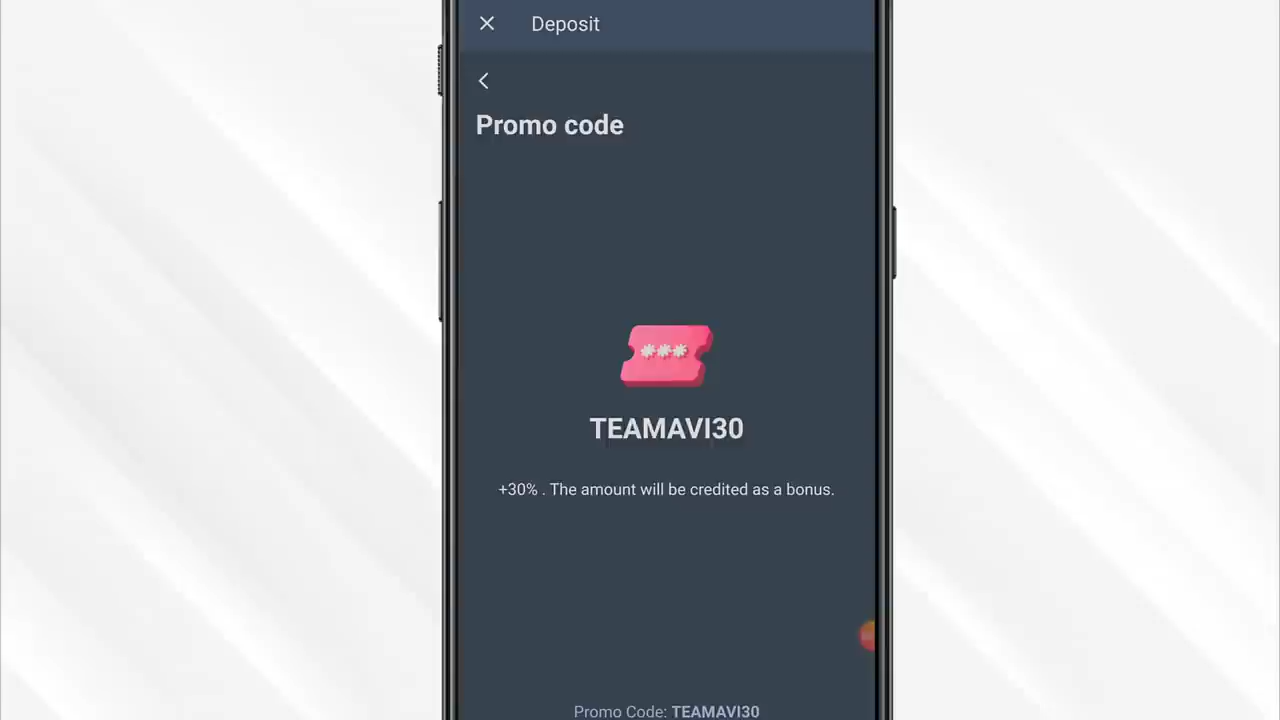 Deposit
Promo code
TEAMAVI30
+30% . The amount will be credited as a bonus.
Promo Code: TEAMAVI30